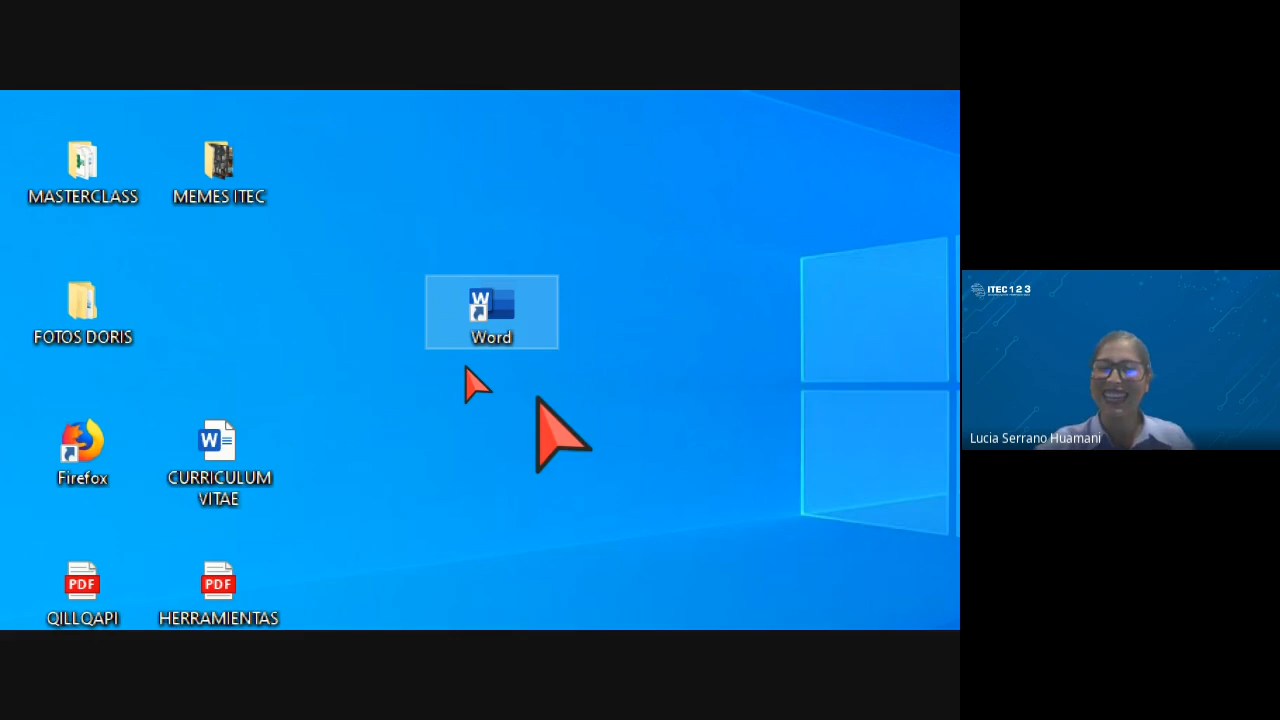 MASTERCLASS
MEMES ITEC
FOTOS DORIS
Word
Firefox
CURRICULUM
VITAE
QILLQAPI
HERRAMIENTAS
PDF
PDF
W
W
ITEC 1 2 3
Lucia Serrano Huamani